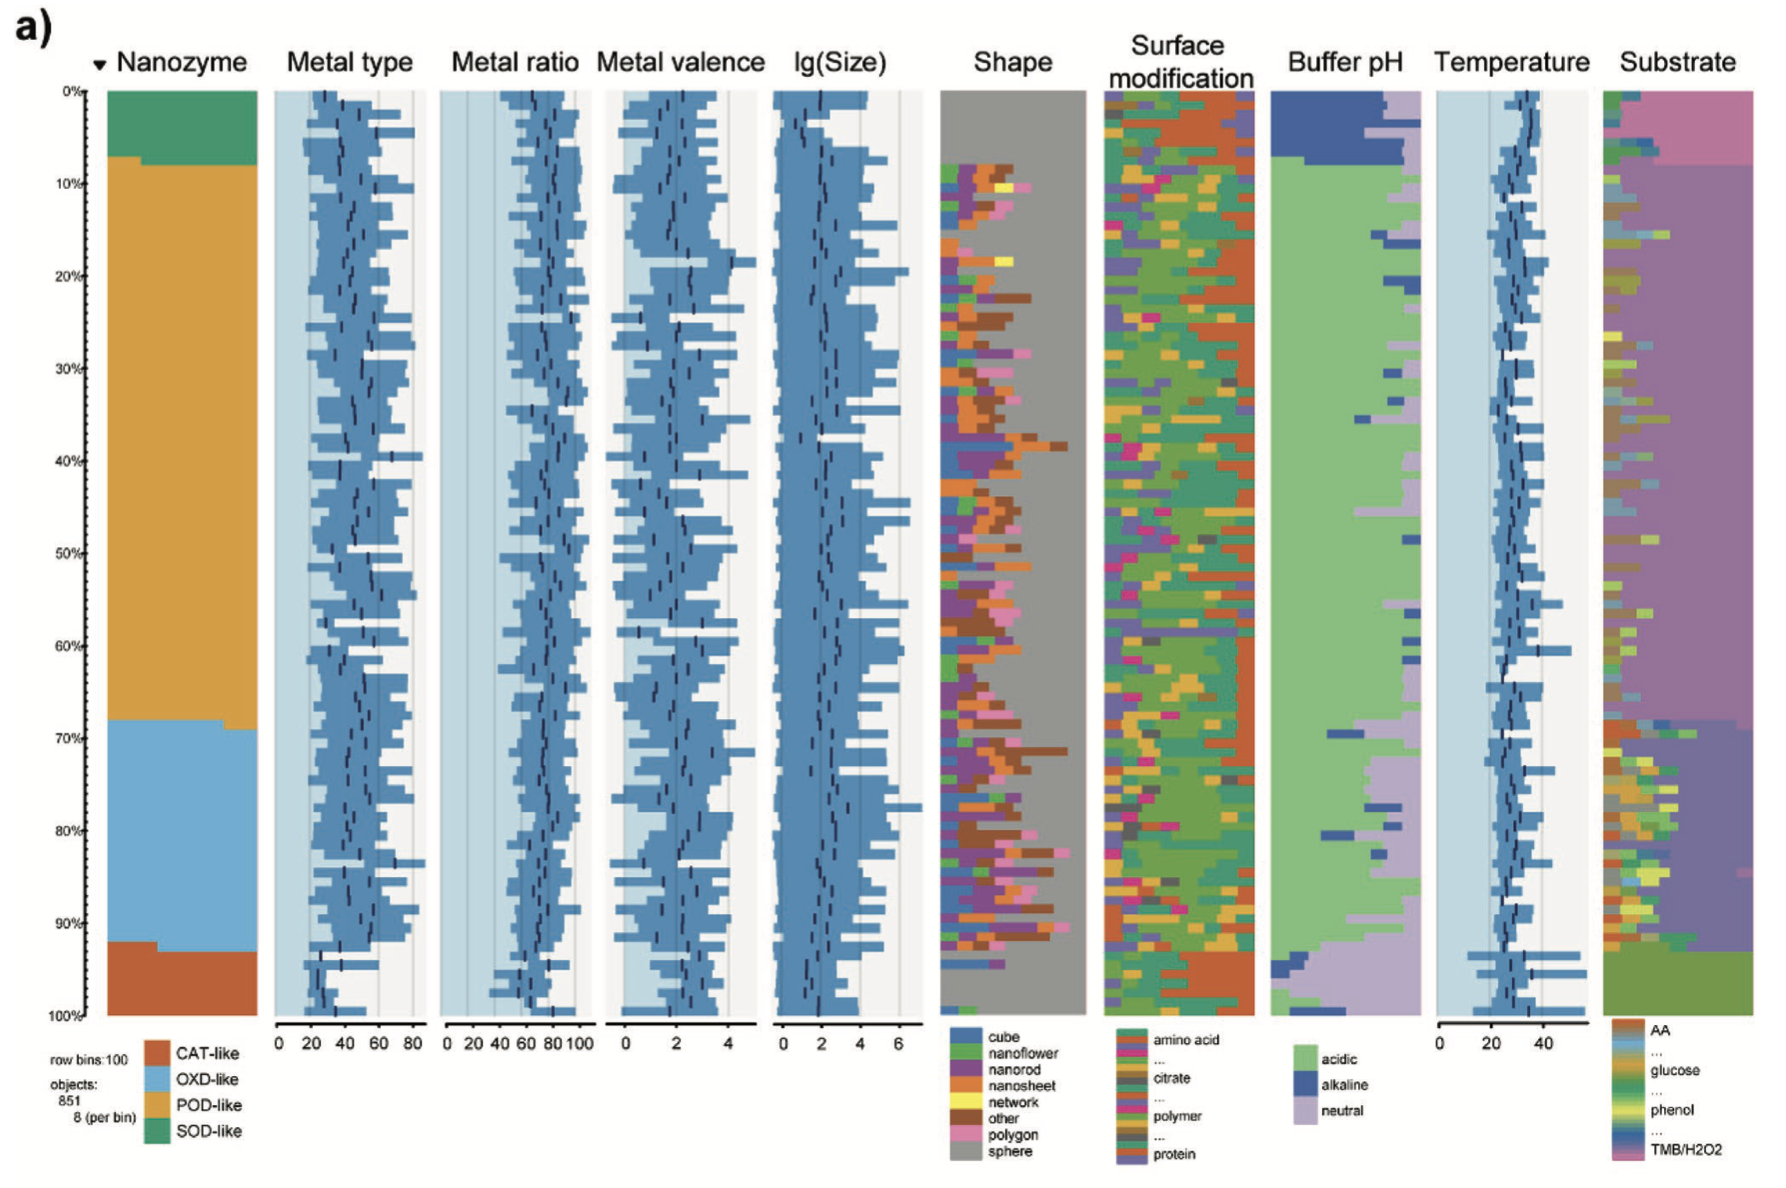 a)
Nanozyme Metal type Metal ratio Metal valence lg(Size) Shape Surface modification Buffer pH Temperature Substrate
0%
10%
20%
30%
40%
50%
60%
70%
80%
90%
100%
0 20 40 60 80
0 20 40 60 80 100
0 2 4
0 2 4 6
0 20 40
row bins:100
objects:
851
8 (per bin)
CAT-like
OXD-like
POD-like
SOD-like
cube
nanoflower
nanorod
nanosheet
network
other
polygon
sphere
amino acid
...
citrate
...
polymer
...
protein
acidic
alkaline
neutral
AA
...
glucose
...
phenol
...
TMB/H2O2